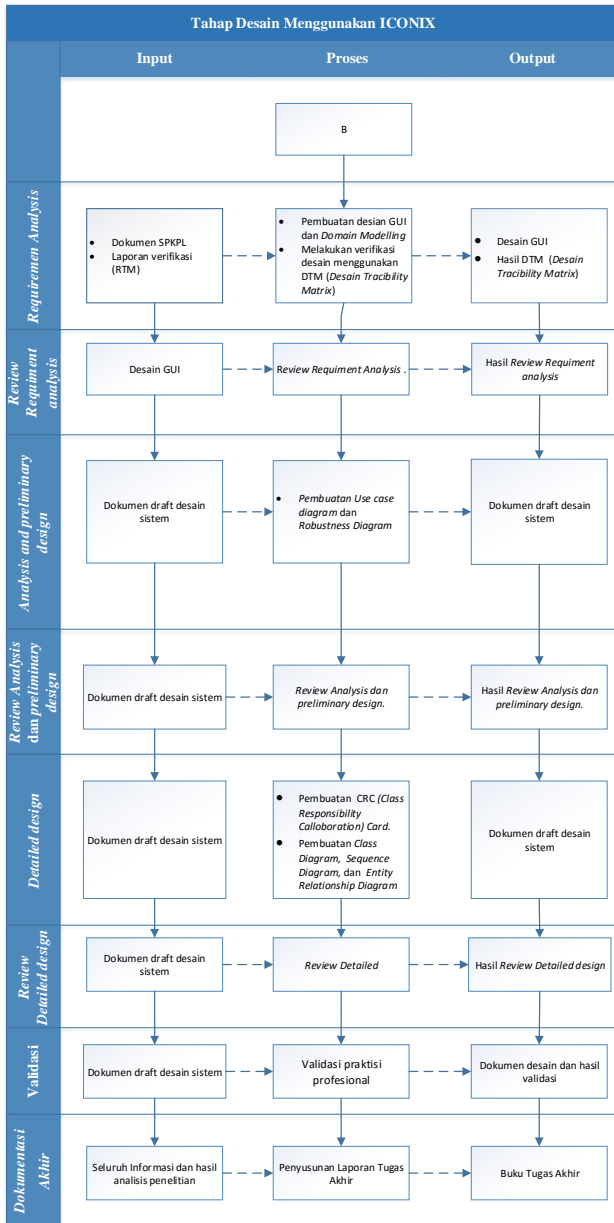 Tahap Desain Menggunakan ICONIX
Input
Proses
Output
B
Requiremen Analysis
• Dokumen SPKPL
• Laporan verifikasi
(RTM)
• Pembuatan desian GUI
dan Domain Modelling
• Melakukan verifikasi
desain menggunakan
DTM (Desain Tracibility
Matrix)
• Desain GUI
• Hasil DTM (Desain
Tracibility Matrix)
Review
Requiment
analysis
Desain GUI
Review Requiment Analysis .
Hasil Review Requiment
analysis
Analysis and preliminary
design
Dokumen draft desain
sistem
• Pembuatan Use case
diagram dan
Robustness Diagram
Dokumen draft desain
sistem
Review Analysis
dan preliminary
design
Dokumen draft desain sistem
Review Analysis dan
preliminary design.
Hasil Review Analysis dan
preliminary design.
Detailed design
Dokumen draft desain sistem
• Pembuatan CRC (Class
Responsibility
Calloboration) Card.
• Pembuatan Class
Diagram, Sequence
Diagram, dan Entity
Relationship Diagram
Dokumen draft desain
sistem
Review
Detailed design
Dokumen draft desain
sistem
Review Detailed
Hasil Review Detailed design
Validasi
Dokumen draft desain sistem
Validasi praktisi
profesional
Dokumen desain dan hasil
validasi
Dokumentasi
Akhir
Seluruh Informasi dan hasil
analisis penelitian
Penyusunan Laporan Tugas
Akhir
Buku Tugas Akhir